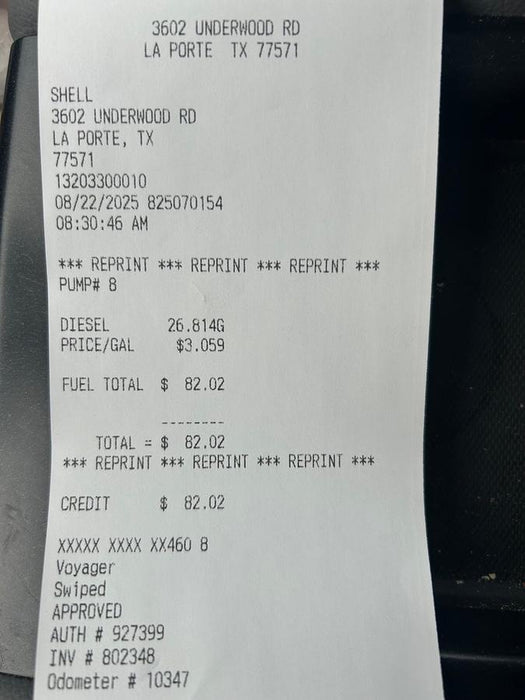 3602 UNDERWOOD RD
LA PORTE TX 77571
SHELL
3602 UNDERWOOD RD
LA PORTE, TX
77571
13203300010
08/22/2025 825070154
08:30:46 AM
*** REPRINT *** REPRINT *** REPRINT ***
PUMP# 8
DIESEL 26.814G
PRICE/GAL $3.059
FUEL TOTAL $ 82.02
--------
TOTAL = $ 82.02
*** REPRINT *** REPRINT *** REPRINT ***
CREDIT $ 82.02
XXXXX XXXX XX460 8
Voyager
Swiped
APPROVED
AUTH # 927399
INV # 802348
Odometer # 10347